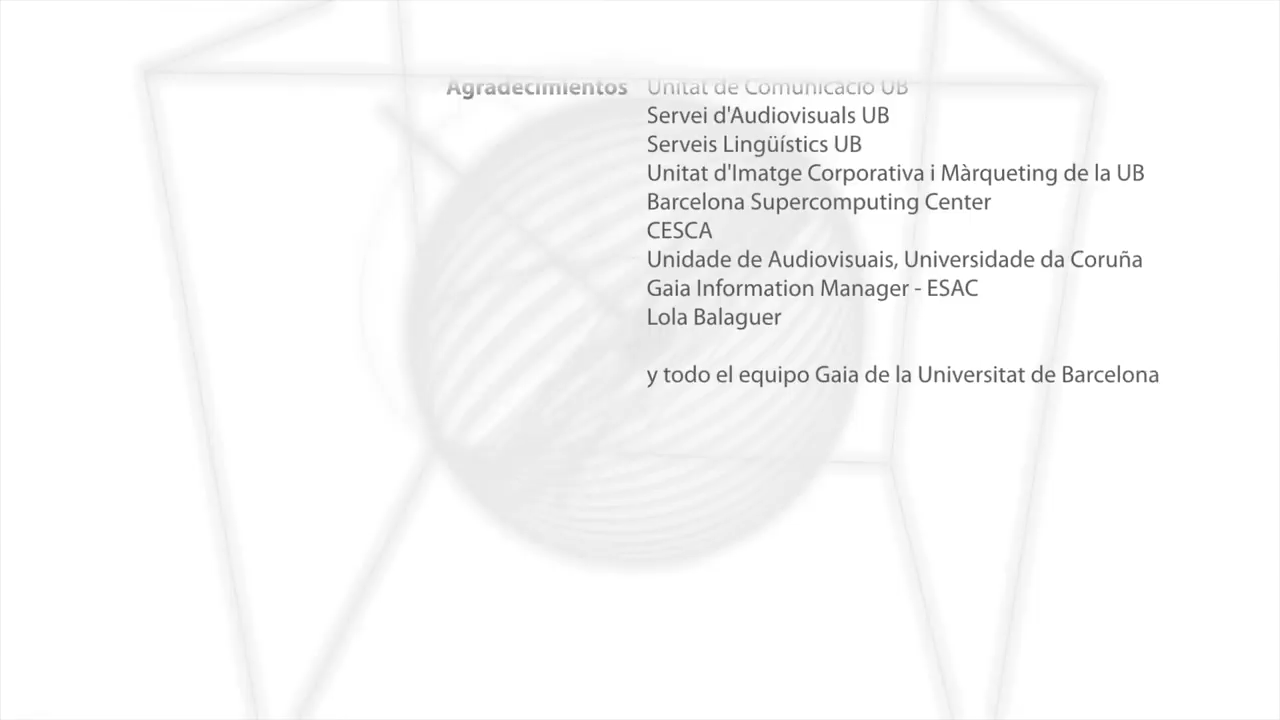 Agradecimientos Unitat de Comunicació UB
Servei d'Audiovisuals UB
Serveis Lingüístics UB
Unitat d'Imatge Corporativa i Màrqueting de la UB
Barcelona Supercomputing Center
CESCA
Unidade de Audiovisuais, Universidade da Coruña
Gaia Information Manager - ESAC
Lola Balaguer
y todo el equipo Gaia de la Universitat de Barcelona